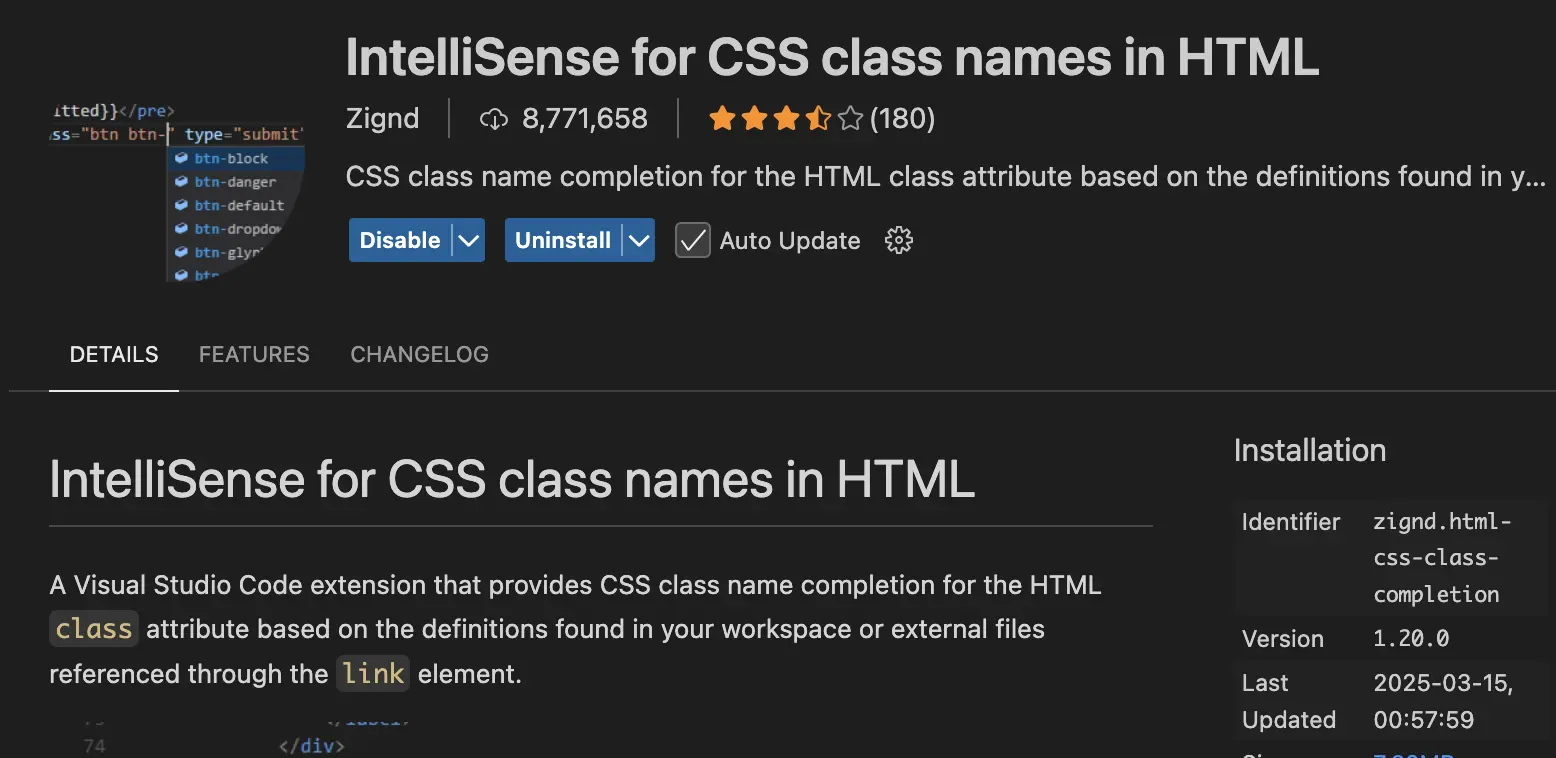 IntelliSense for CSS class names in HTML
Zignd 8,771,658 (180)
CSS class name completion for the HTML class attribute based on the definitions found in y...
Disable Uninstall Auto Update
itted}}</pre>
ss="btn btn-" type="submit'
btn-block
btn-danger
btn-default
btn-dropdow
btn-gly
btn
DETAILS FEATURES CHANGELOG
IntelliSense for CSS class names in HTML
A Visual Studio Code extension that provides CSS class name completion for the HTML
class attribute based on the definitions found in your workspace or external files
referenced through the link element.
74 </div>
Installation
Identifier zignd.html-
css-class-
completion
Version 1.20.0
Last 2025-03-15,
Updated 00:57:59